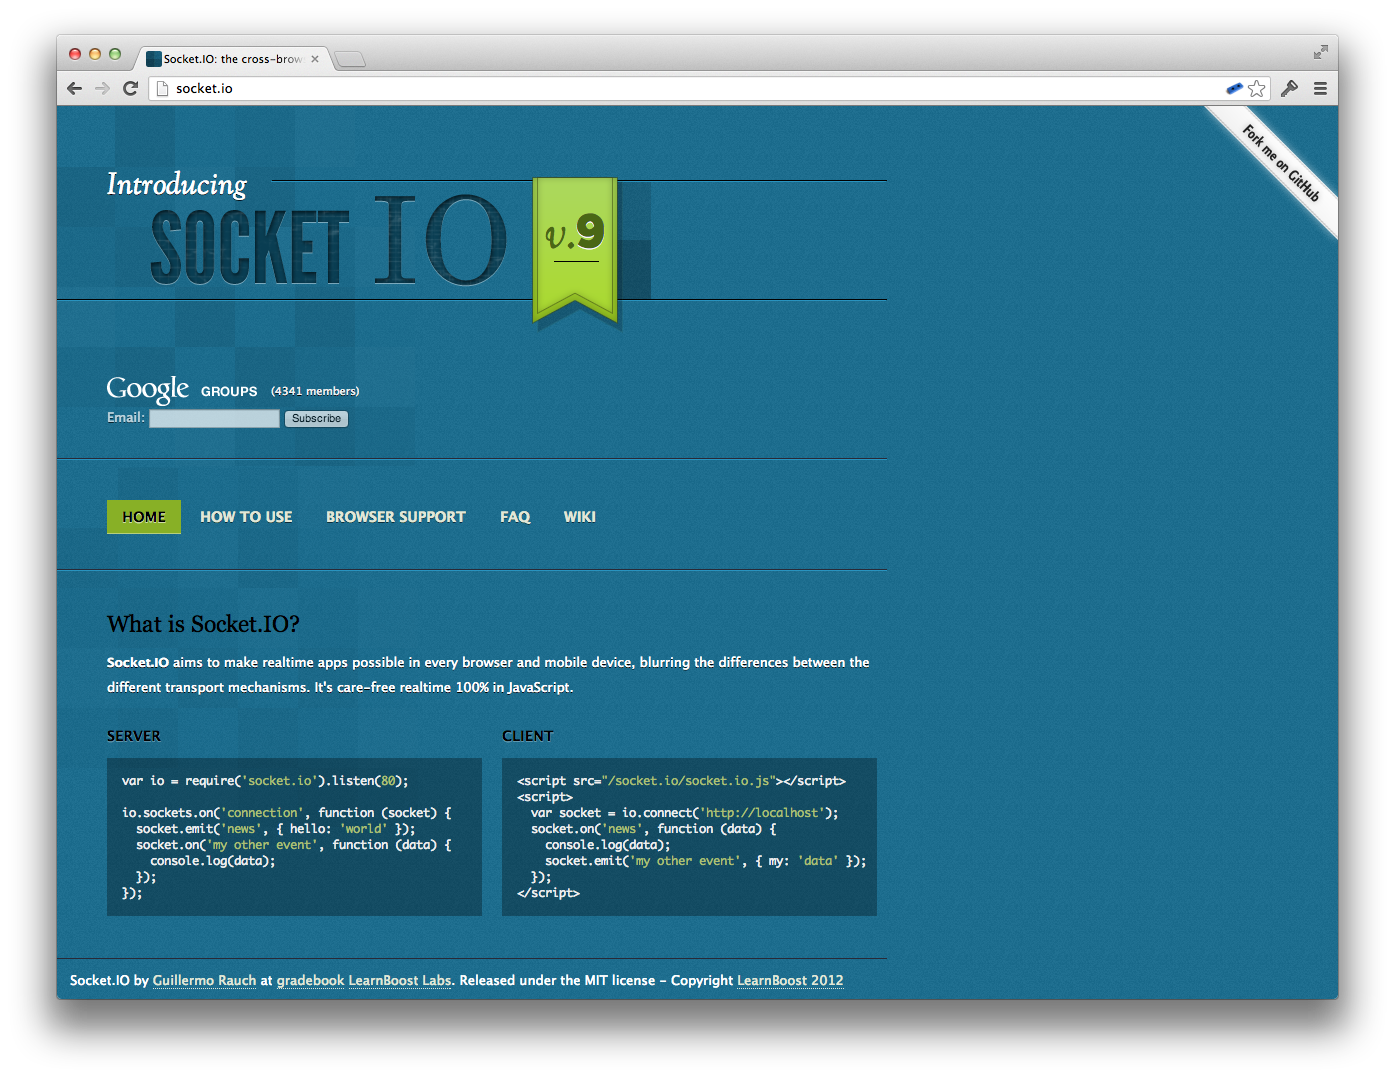 Socket.IO: the cross-brow
socket.io
Fork me on GitHub
Introducing
SOCKET IO
v.9
Google GROUPS (4341 members)
Email: Subscribe
HOME HOW TO USE BROWSER SUPPORT FAQ WIKI
What is Socket.IO?
Socket.IO aims to make realtime apps possible in every browser and mobile device, blurring the differences between the
different transport mechanisms. It's care-free realtime 100% in JavaScript.
SERVER
var io = require('socket.io').listen(80);
io.sockets.on('connection', function (socket) {
  socket.emit('news', { hello: 'world' });
  socket.on('my other event', function (data) {
    console.log(data);
  });
});
CLIENT
<script src="/socket.io/socket.io.js"></script>
<script>
  var socket = io.connect('http://localhost');
  socket.on('news', function (data) {
    console.log(data);
    socket.emit('my other event', { my: 'data' });
  });
</script>
Socket.IO by Guillermo Rauch at gradebook LearnBoost Labs. Released under the MIT license - Copyright LearnBoost 2012